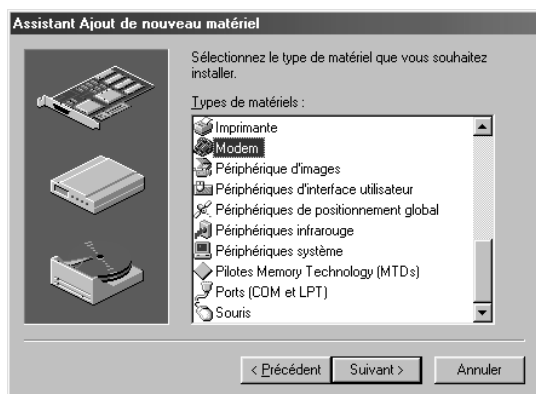 Assistant Ajout de nouveau matériel
Sélectionnez le type de matériel que vous souhaitez
installer.
Types de matériels :
Imprimante
Modem
Périphérique d'images
Périphériques d'interface utilisateur
Périphériques de positionnement global
Périphériques infrarouge
Périphériques système
Pilotes Memory Technology (MTDs)
Ports (COM et LPT)
Souris
< Précédent
Suivant >
Annuler